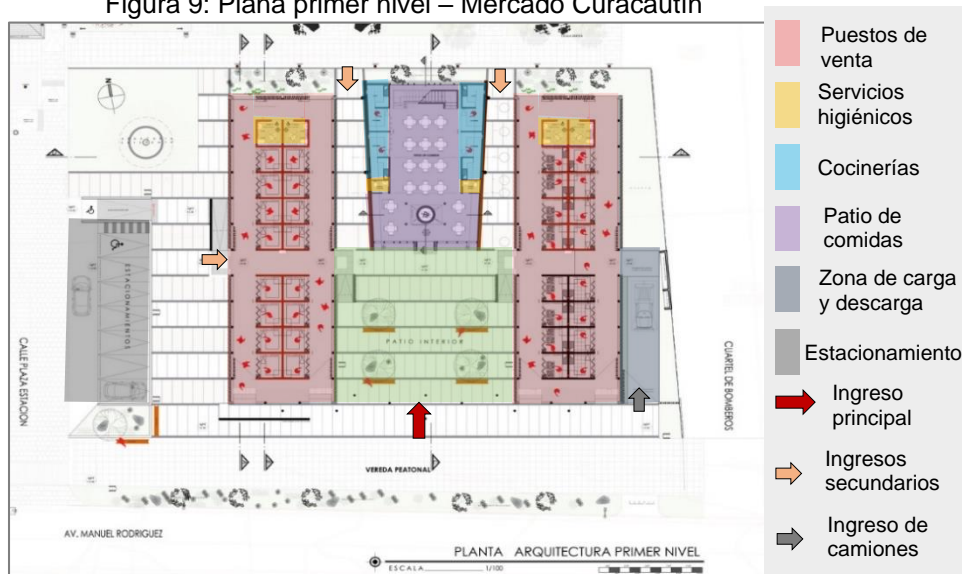 Figura 9: Plana primer nivel – Mercado Curacautín
Puestos de
venta
Servicios
higiénicos
Cocinerías
Patio de
comidas
Zona de carga
y descarga
Estacionamiento
Ingreso
principal
Ingresos
secundarios
Ingreso de
camiones
N
ESTACIONAMIENTOS
PATIO INTERIOR
CALLE PLAZA ESTACION
CUARTEL DE BOMBEROS
VEREDA PEATONAL
AV. MANUEL RODRIGUEZ
PLANTA ARQUITECTURA PRIMER NIVEL
ESCALA 1/100